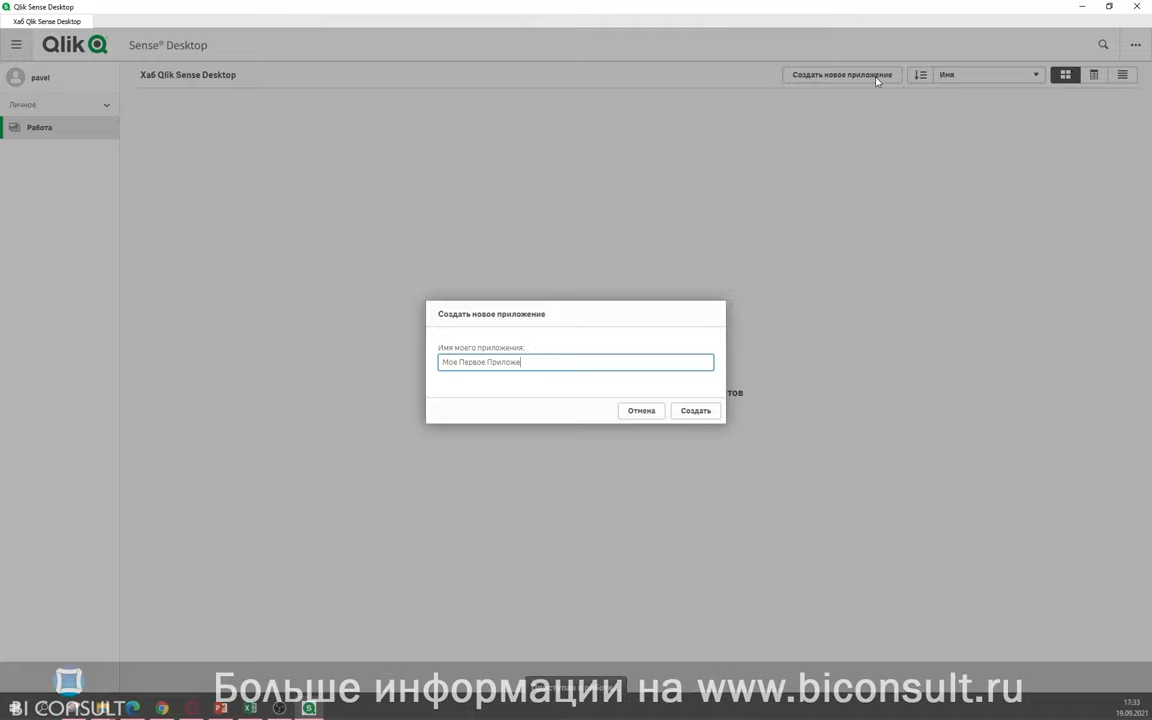 Qlik Sense Desktop
Хаб Qlik Sense Desktop
Qlik Sense® Desktop
pavel
Хаб Qlik Sense Desktop
Создать новое приложение
Имя
Личное
Работа
Создать новое приложение
Имя моего приложения:
Мое Первое Приложе
тов
Отмена
Создать
Больше информации на www.biconsult.ru
BI CONSULT
17:33
19.09.2021